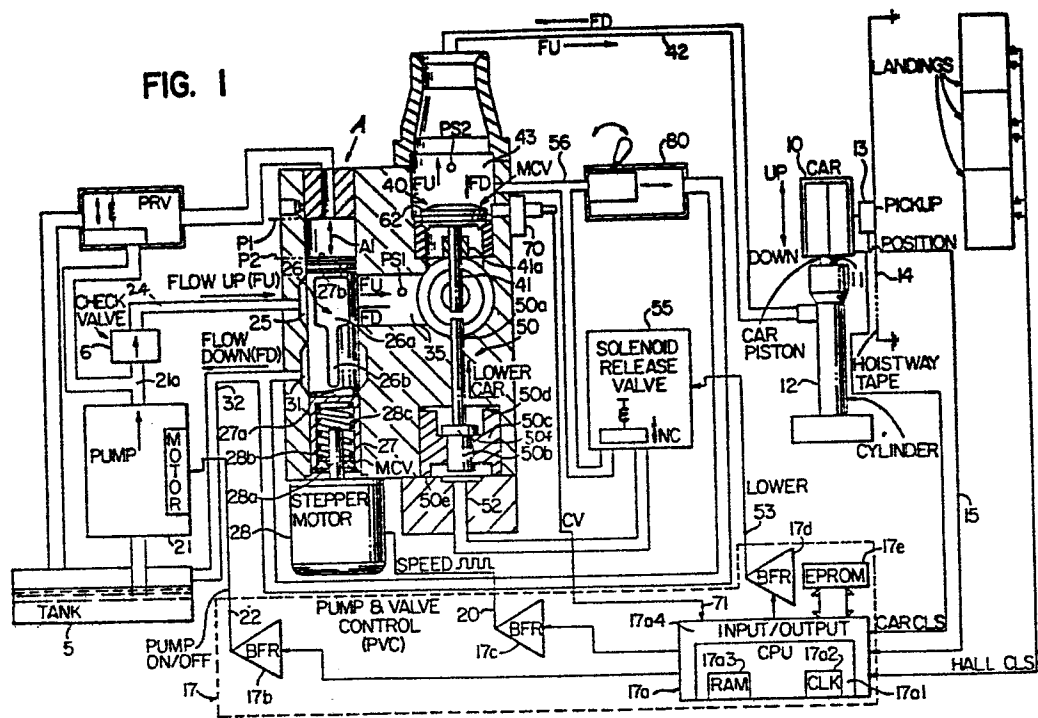 FIG. 1
A
FD
FU
42
LANDINGS
PS2
43
56
80
MCV
10
CAR
13
UP
DOWN
PICKUP
PRV
40
FU
FD
62
P1
P2
A1
70
POSITION
11
14
26
27b
PS1
41a
41
FLOW UP (FU)
24
FU
FD
50a
50
55
CHECK VALVE
6
25
26a
35
SOLENOID RELEASE VALVE
CAR PISTON
HOISTWAY TAPE
FLOW DOWN (FD)
26b
LOWER CAR
12
21a
32
31
28c
50d
50c
50f
NC
27a
27
50b
PUMP
MOTOR
28b
MCV
CYLINDER
28a
50e
52
STEPPER MOTOR
LOWER
28
CV
53
15
21
SPEED
17d
17e
BFR
EPROM
TANK
5
22
PUMP & VALVE CONTROL (PVC)
20
71
17a4
INPUT/OUTPUT
CAR CLS
PUMP ON/OFF
BFR
BFR
17c
CPU
17a3
17a2
HALL CLS
17
17b
17a
RAM
CLK
17a1